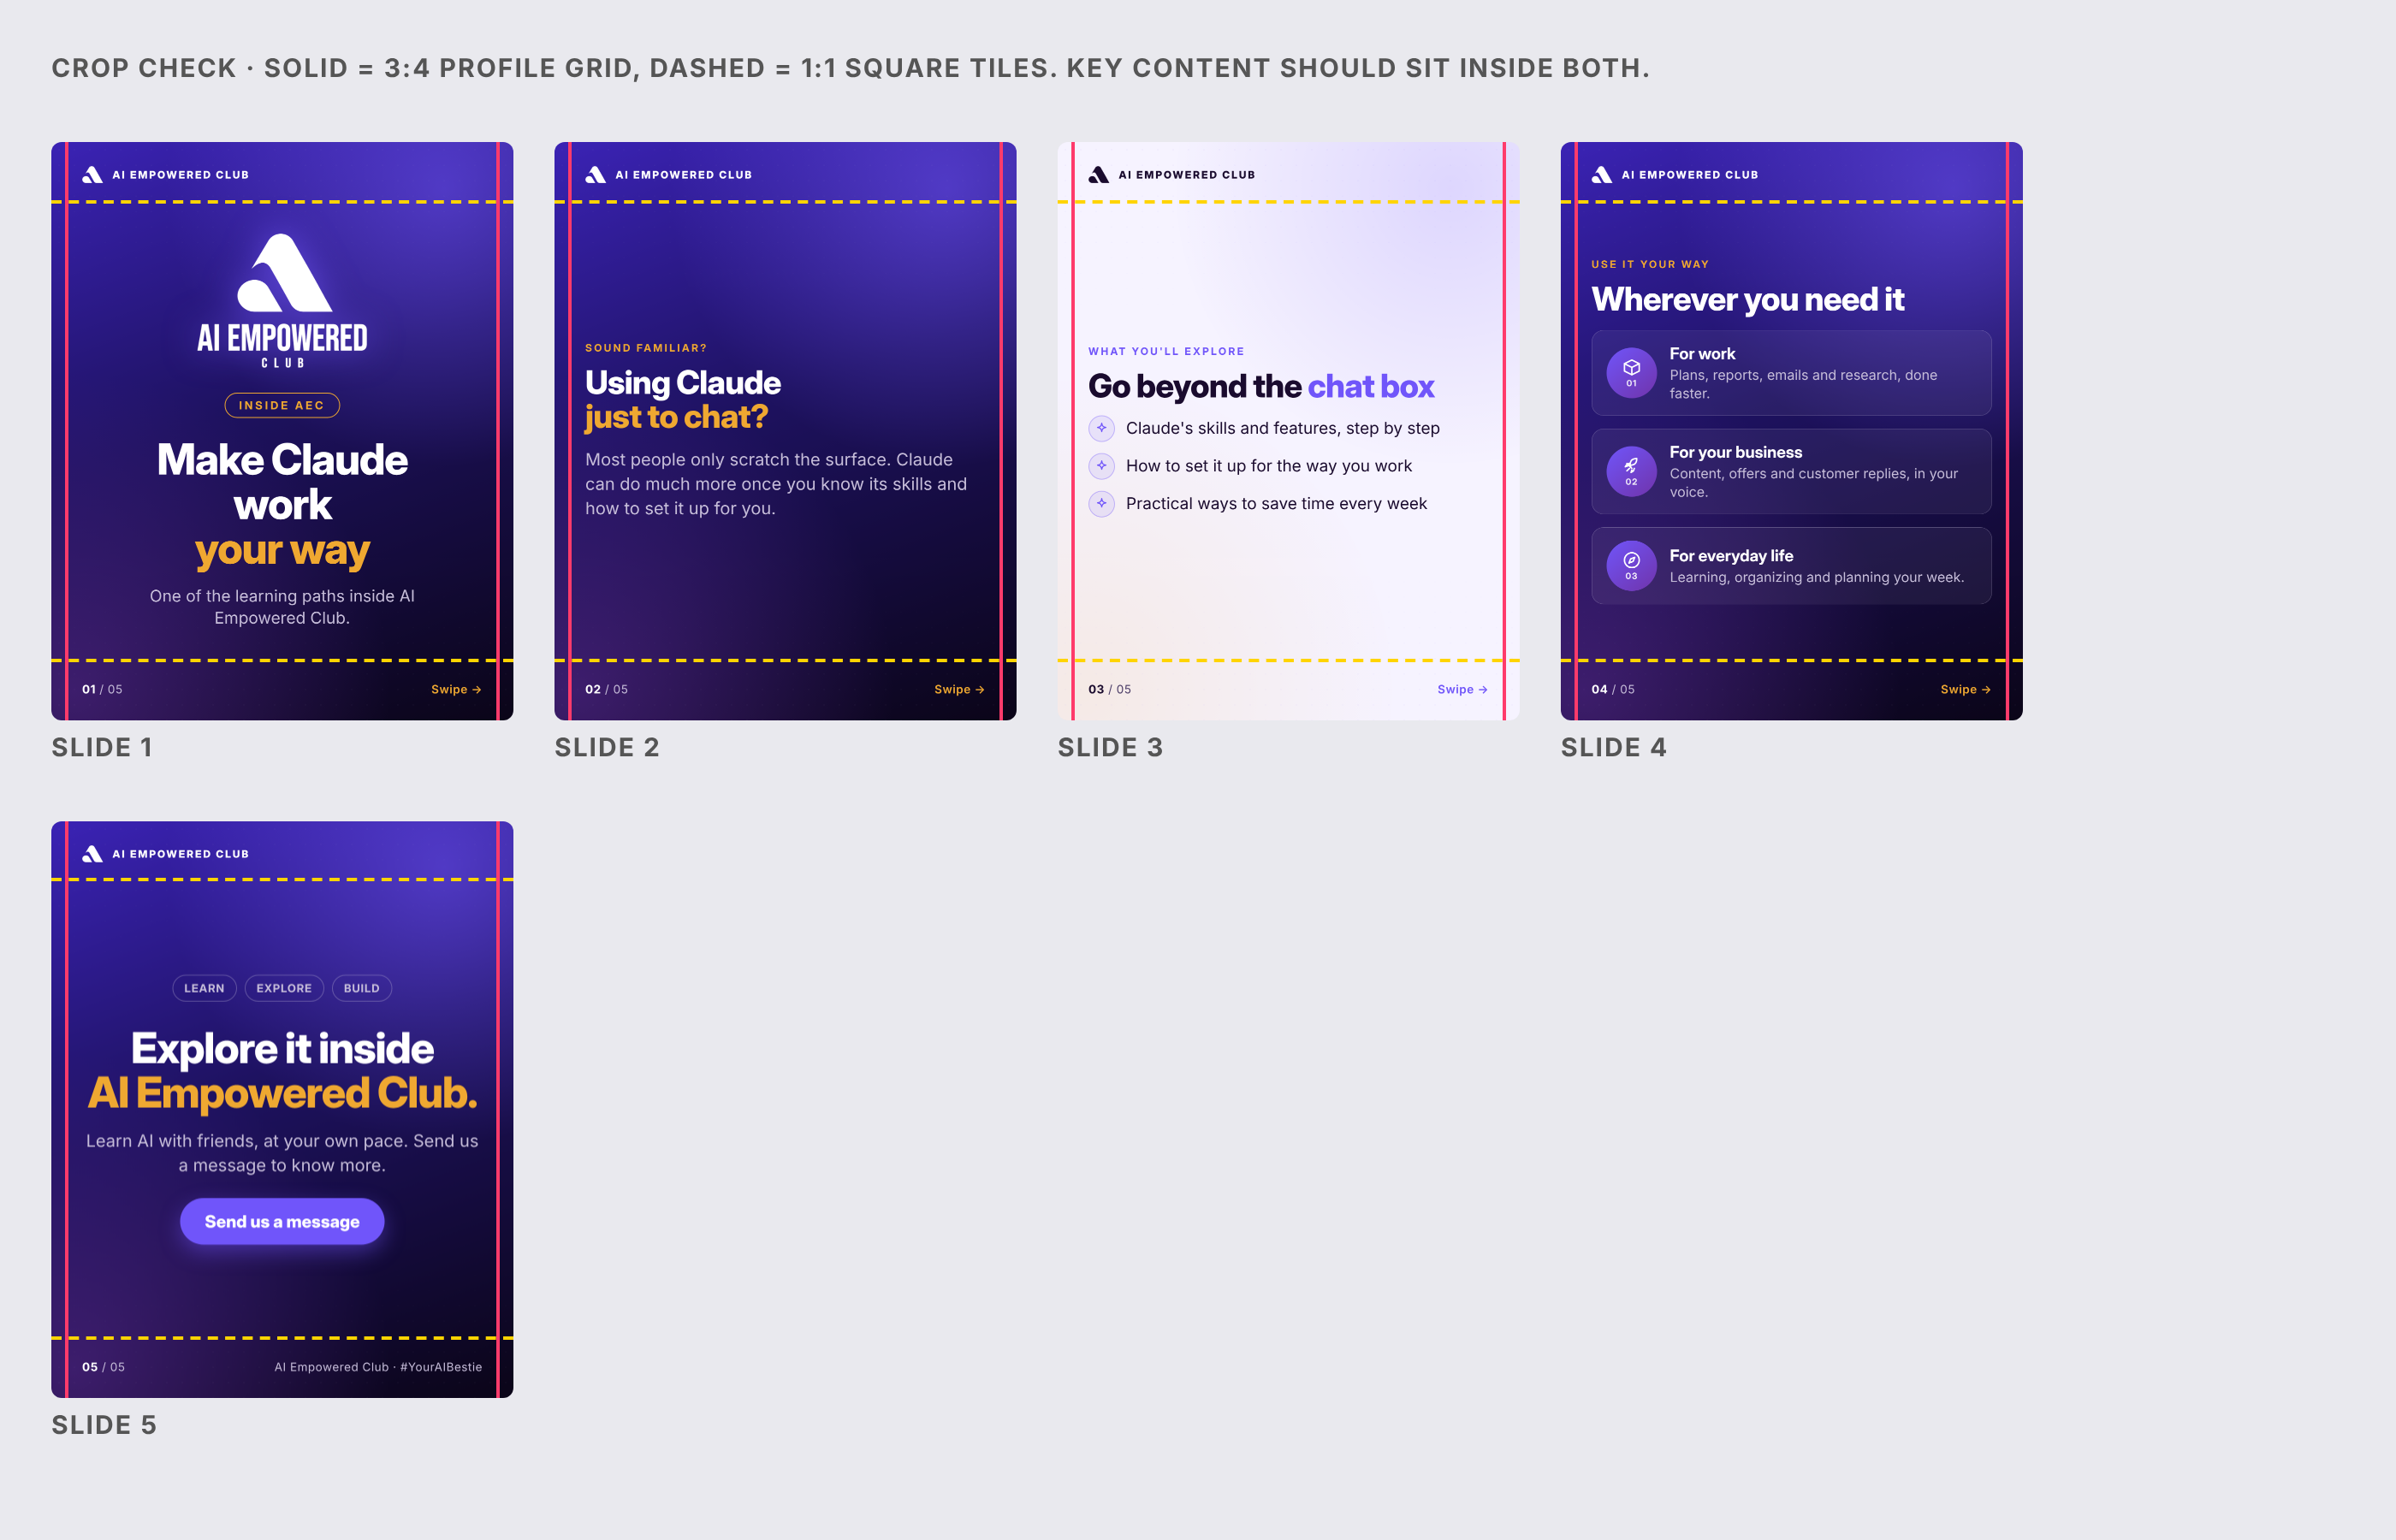 CROP CHECK · SOLID = 3:4 PROFILE GRID, DASHED = 1:1 SQUARE TILES. KEY CONTENT SHOULD SIT INSIDE BOTH.
AI EMPOWERED CLUB
AI EMPOWERED
CLUB
INSIDE AEC
Make Claude
work
your way
One of the learning paths inside AI
Empowered Club.
01 / 05
Swipe →
SLIDE 1
AI EMPOWERED CLUB
SOUND FAMILIAR?
Using Claude
just to chat?
Most people only scratch the surface. Claude
can do much more once you know its skills and
how to set it up for you.
02 / 05
Swipe →
SLIDE 2
AI EMPOWERED CLUB
WHAT YOU'LL EXPLORE
Go beyond the chat box
Claude's skills and features, step by step
How to set it up for the way you work
Practical ways to save time every week
03 / 05
Swipe →
SLIDE 3
AI EMPOWERED CLUB
USE IT YOUR WAY
Wherever you need it
01
For work
Plans, reports, emails and research, done
faster.
02
For your business
Content, offers and customer replies, in your
voice.
03
For everyday life
Learning, organizing and planning your week.
04 / 05
Swipe →
SLIDE 4
AI EMPOWERED CLUB
LEARN EXPLORE BUILD
Explore it inside
AI Empowered Club.
Learn AI with friends, at your own pace. Send us
a message to know more.
Send us a message
05 / 05
AI Empowered Club · #YourAIBestie
SLIDE 5